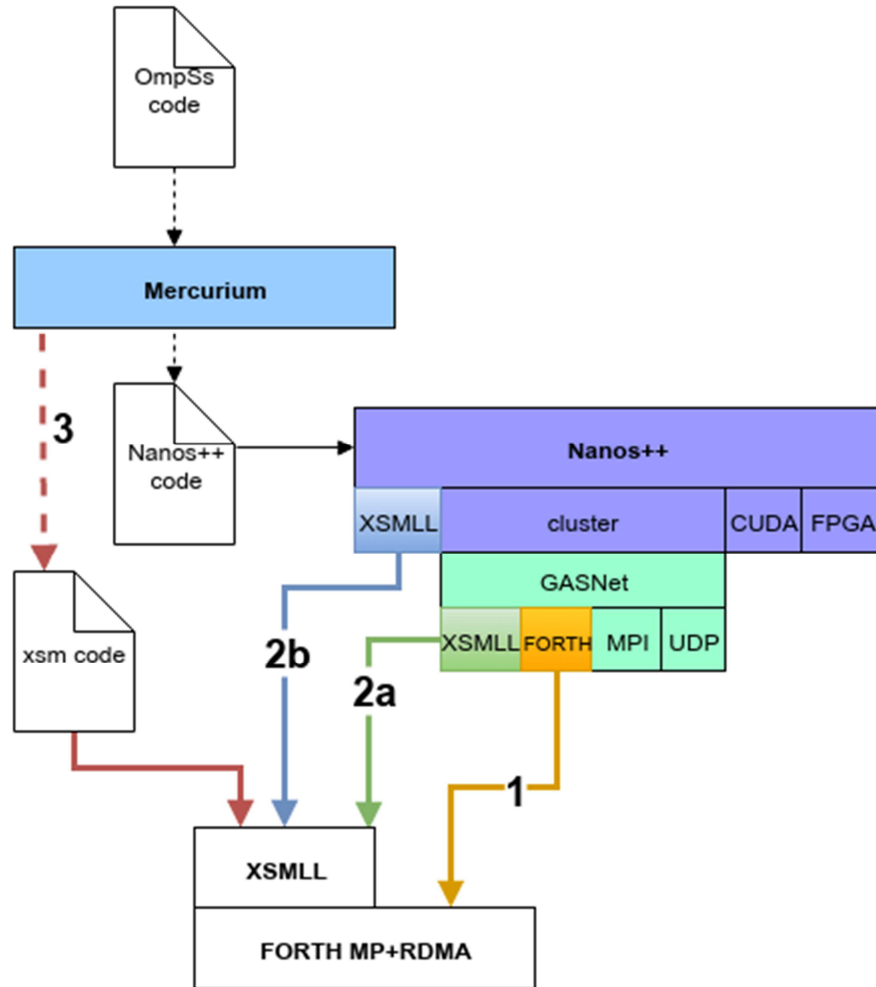 OmpSs
code
Mercurium
3
Nanos++
code
Nanos++
XSMLL
cluster
CUDA
FPGA
GASNet
XSMLL
FORTH
MPI
UDP
xsm code
2b
2a
1
XSMLL
FORTH MP+RDMA